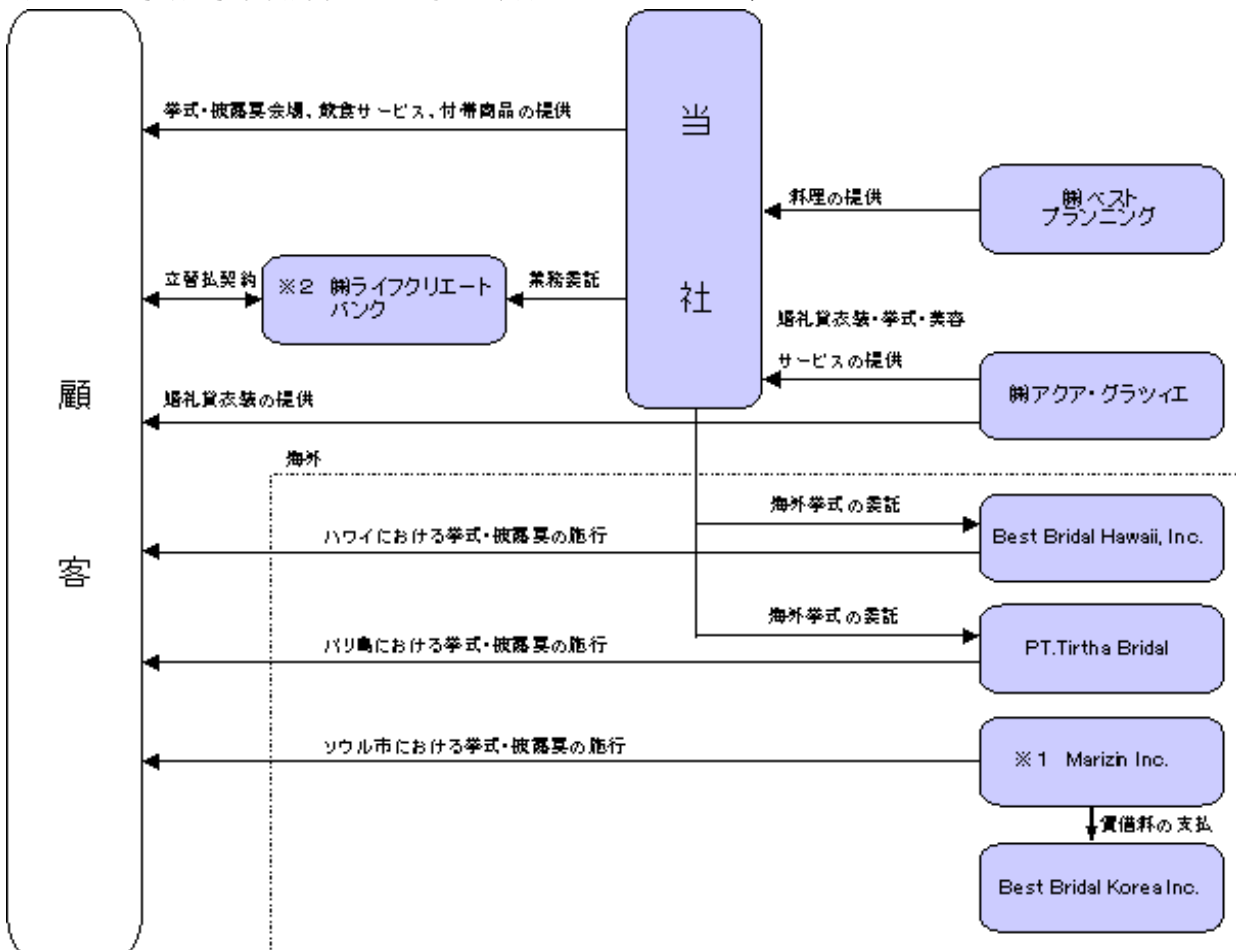 挙式・披露宴会場、飲食サービス、付帯商品の提供
当
社
料理の提供
㈱ベスト
プランニング
立替払契約
※2 ㈱ライフクリエート
バンク
業務委託
婚礼貸衣装・挙式・美容
サービスの提供
㈱アクア・グラツィエ
婚礼貸衣装の提供
顧
客
海外
海外挙式の委託
Best Bridal Hawaii, Inc.
ハワイにおける挙式・披露宴の施行
海外挙式の委託
PT.Tirtha Bridal
バリ島における挙式・披露宴の施行
ソウル市における挙式・披露宴の施行
※1 Marizin Inc.
賃借料の支払
Best Bridal Korea Inc.